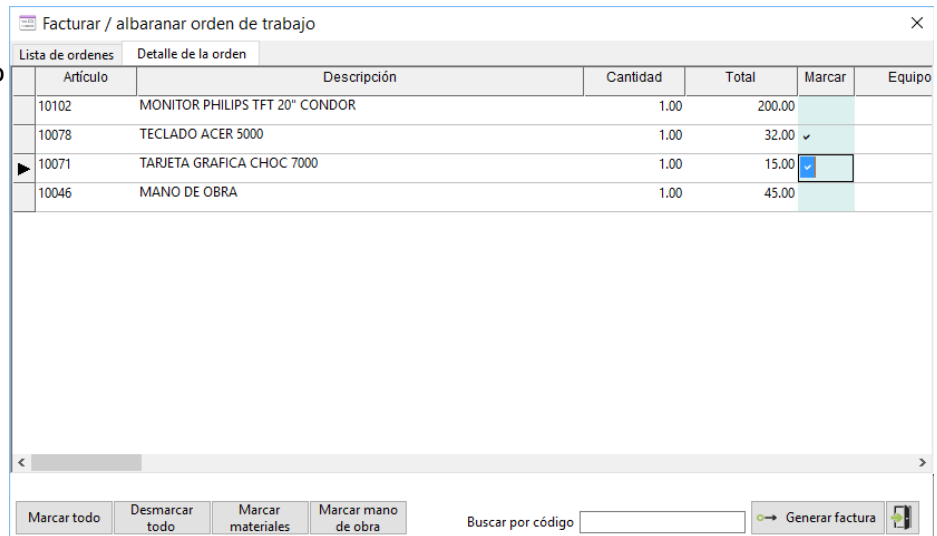 Facturar / albaranar orden de trabajo
Lista de ordenes Detalle de la orden
Artículo Descripción Cantidad Total Marcar Equipo
10102 MONITOR PHILIPS TFT 20" CONDOR 1.00 200.00
10078 TECLADO ACER 5000 1.00 32.00
10071 TARJETA GRAFICA CHOC 7000 1.00 15.00
10046 MANO DE OBRA 1.00 45.00
Marcar todo Desmarcar todo Marcar materiales Marcar mano de obra Buscar por código Generar factura